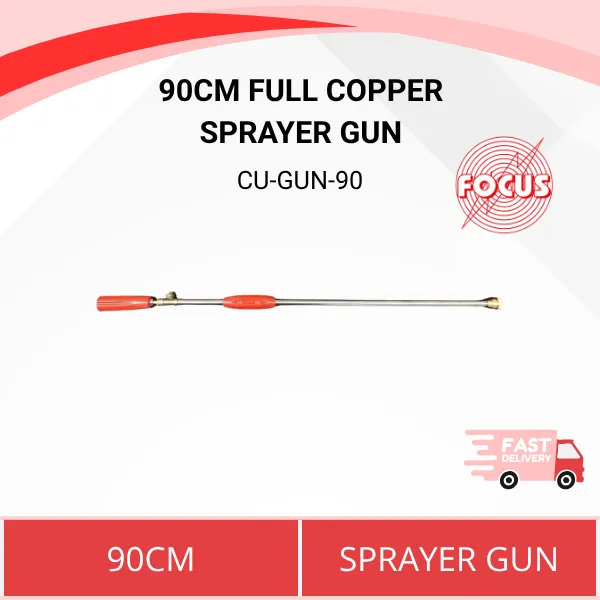 90CM FULL COPPER
SPRAYER GUN
CU-GUN-90
FOCUS
FAST
DELIVERY
90CM
SPRAYER GUN